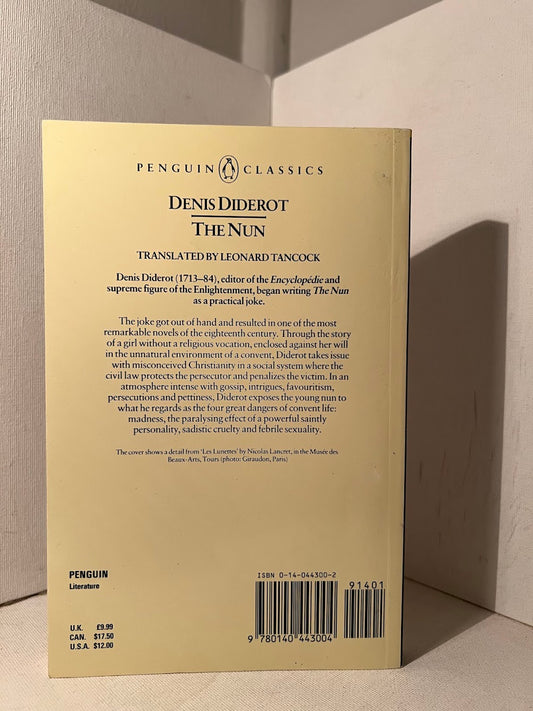 PENGUIN CLASSICS
DENIS DIDEROT
THE NUN
TRANSLATED BY LEONARD TANCOCK
Denis Diderot (1713–84), editor of the Encyclopédie and
supreme figure of the Enlightenment, began writing The Nun
as a practical joke.
The joke got out of hand and resulted in one of the most
remarkable novels of the eighteenth century. Through the story
of a girl without a religious vocation, enclosed against her will
in the unnatural environment of a convent, Diderot takes issue
with misconceived Christianity in a social system where the
civil law protects the persecutor and penalizes the victim. In an
atmosphere intense with gossip, intrigues, favouritism,
persecutions and pettiness, Diderot exposes the young nun to
what he regards as the four great dangers of convent life:
madness, the paralysing effect of a powerful saintly
personality, sadistic cruelty and febrile sexuality.
The cover shows a detail from 'Les Lunettes' by Nicolas Lancret, in the Musée des
Beaux-Arts, Tours (photo: Giraudon, Paris)
PENGUIN
Literature
U.K. £9.99
CAN. $17.50
U.S.A. $12.00
ISBN 0-14-044300-2
91401
9 780140 443004